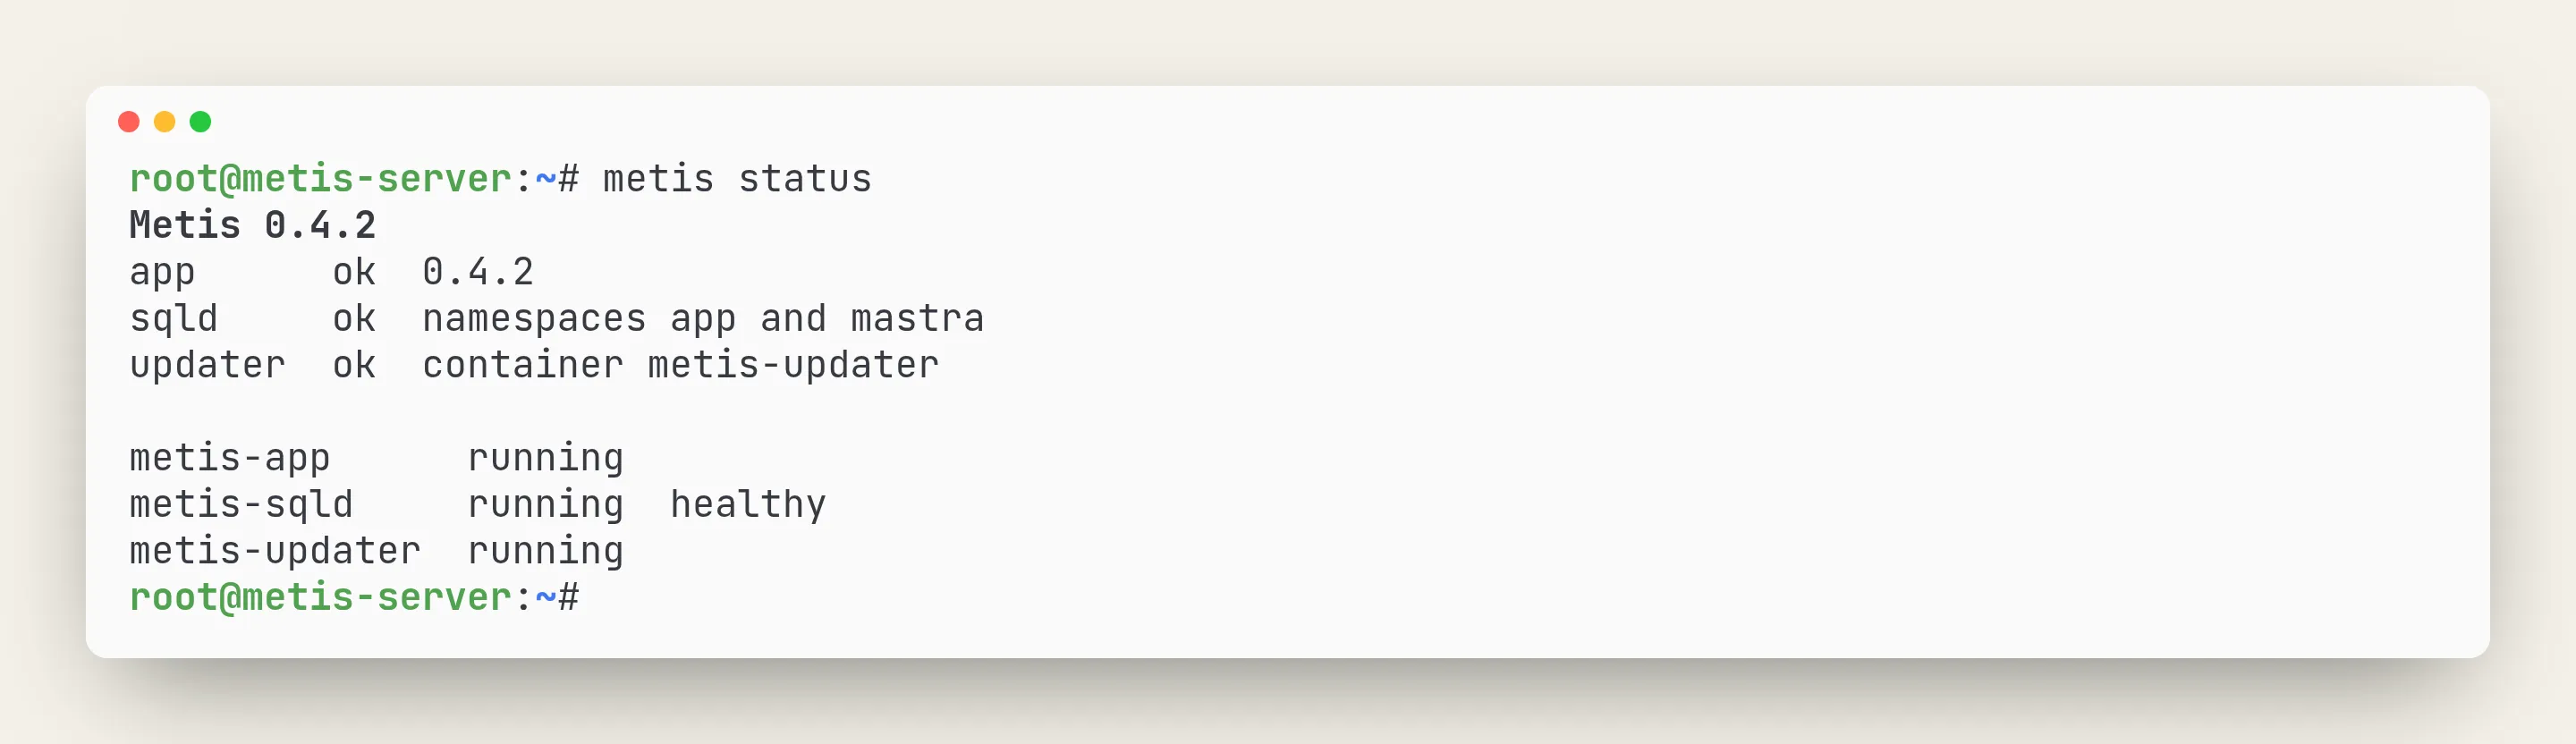 root@metis-server:~# metis status
Metis 0.4.2
app      ok  0.4.2
sqld     ok  namespaces app and mastra
updater  ok  container metis-updater

metis-app      running
metis-sqld     running  healthy
metis-updater  running
root@metis-server:~#